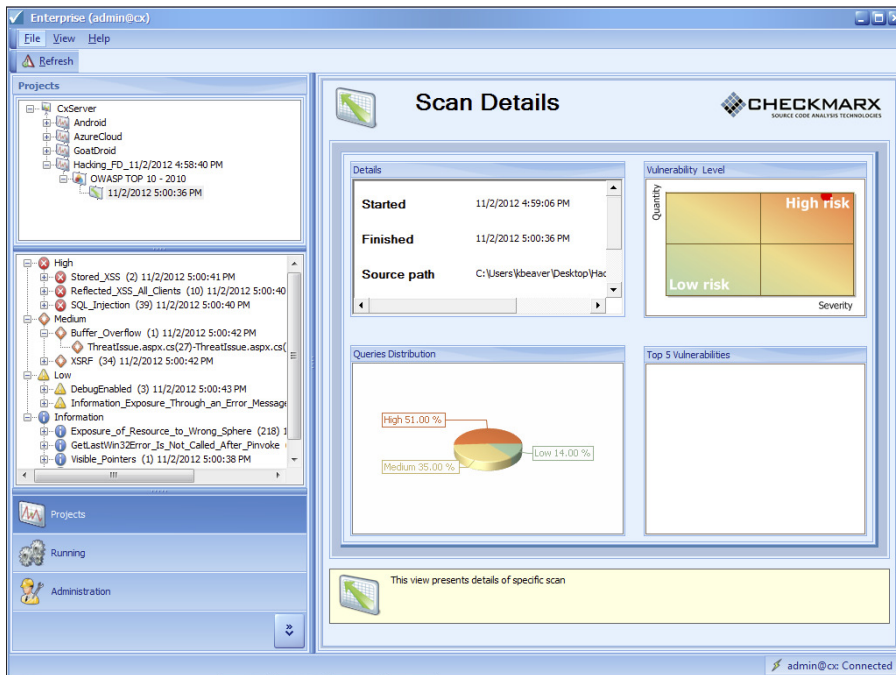 Enterprise (admin@cx)
File View Help
Refresh
Projects
CxServer
Android
AzureCloud
GoatDroid
Hacking_FD_11/2/2012 4:58:40 PM
OWASP TOP 10 - 2010
11/2/2012 5:00:36 PM
High
Stored_XSS (2) 11/2/2012 5:00:41 PM
Reflected_XSS_All_Clients (10) 11/2/2012 5:00:40
SQL_Injection (39) 11/2/2012 5:00:40 PM
Medium
Buffer_Overflow (1) 11/2/2012 5:00:42 PM
ThreatIssue.aspx.cs(27)-ThreatIssue.aspx.cs(
XSRF (34) 11/2/2012 5:00:42 PM
Low
DebugEnabled (3) 11/2/2012 5:00:43 PM
Information_Exposure_Through_an_Error_Message
Information
Exposure_of_Resource_to_Wrong_Sphere (218) 1
GetLastWin32Error_Is_Not_Called_After_Pinvoke
Visible_Pointers (1) 11/2/2012 5:00:38 PM
Projects
Running
Administration
Scan Details
CHECKMARX
SOURCE CODE ANALYSIS TECHNOLOGIES
Details
Started 11/2/2012 4:59:06 PM
Finished 11/2/2012 5:00:36 PM
Source path C:\Users\kbeaver\Desktop\Hac
Vulnerability Level
Quantity
High risk
Low risk
Severity
Queries Distribution
High 51.00 %
Low 14.00 %
Medium 35.00 %
Top 5 Vulnerabilities
This view presents details of specific scan
admin@cx: Connected